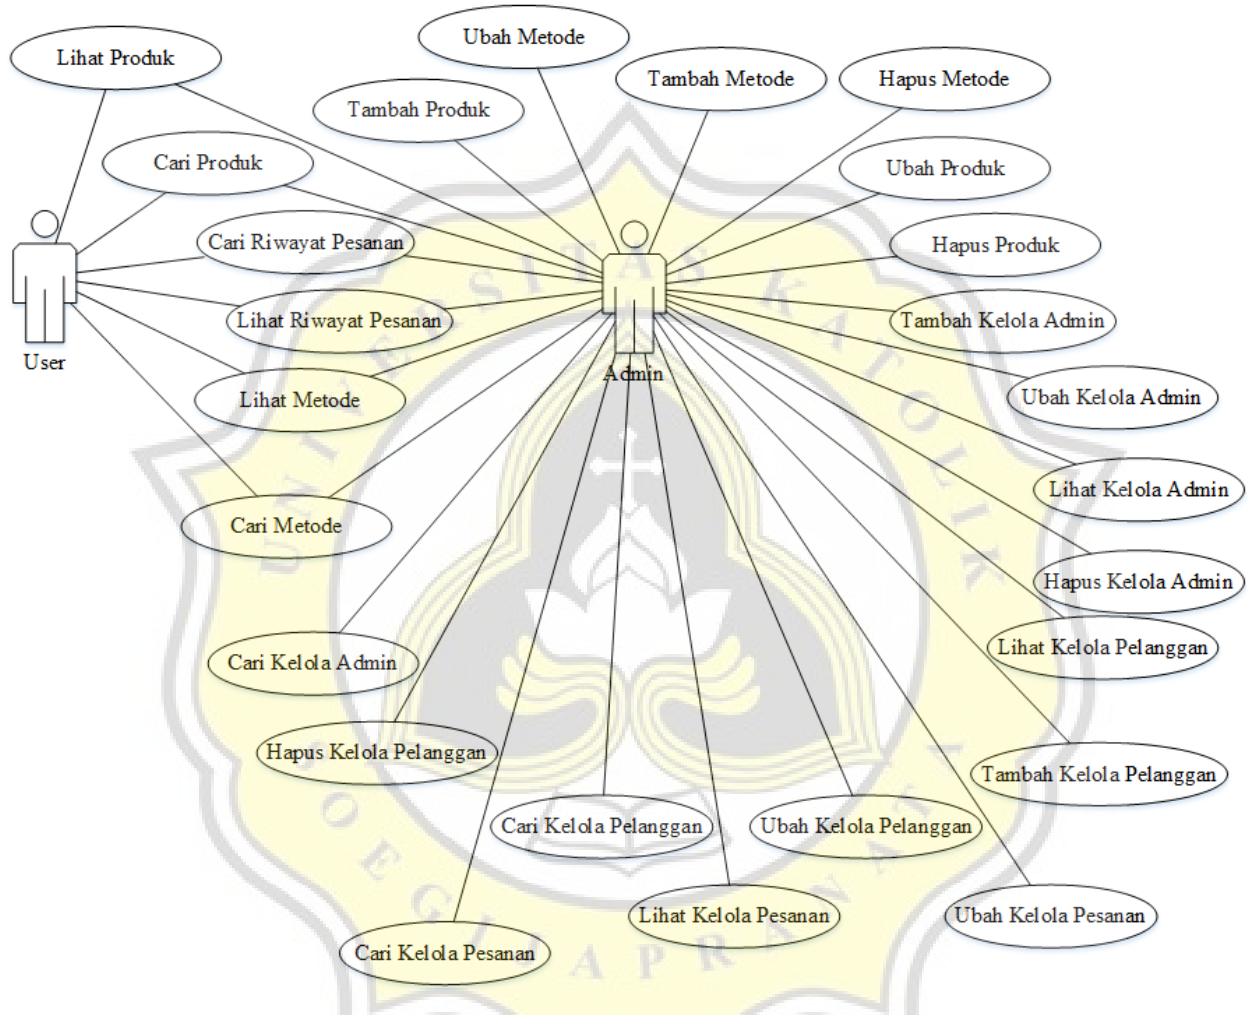 Ubah Metode
Lihat Produk
Tambah Metode
Hapus Metode
Tambah Produk
Cari Produk
Ubah Produk
Cari Riwayat Pesanan
Hapus Produk
Lihat Riwayat Pesanan
Tambah Kelola Admin
User
Admin
Lihat Metode
Ubah Kelola Admin
Lihat Kelola Admin
Cari Metode
Hapus Kelola Admin
Lihat Kelola Pelanggan
Cari Kelola Admin
Hapus Kelola Pelanggan
Tambah Kelola Pelanggan
Cari Kelola Pelanggan
Ubah Kelola Pelanggan
Lihat Kelola Pesanan
Ubah Kelola Pesanan
Cari Kelola Pesanan
UNIVERSITAS KATOLIK
SOEGIJAPRANATA